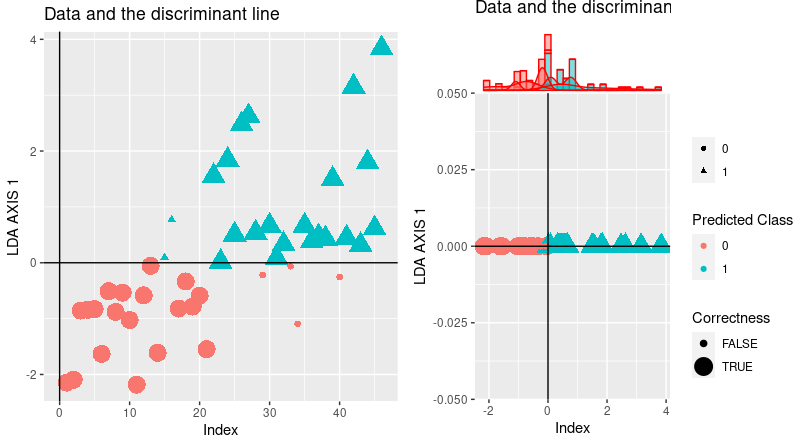 Data and the discriminant line
LDA AXIS 1
4
2
0
-2
0
10
20
30
40
Index
Data and the discriminan
LDA AXIS 1
0.050
0.025
0.000
-0.025
-0.050
-2
0
2
4
Index
0
1
Predicted Class
0
1
Correctness
FALSE
TRUE